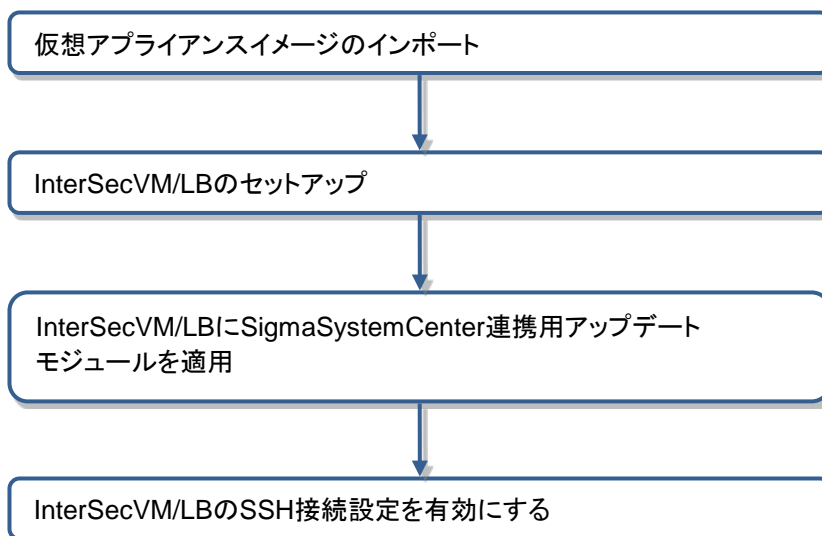 仮想アプライアンスイメージのインポート
InterSecVM/LBのセットアップ
InterSecVM/LBにSigmaSystemCenter連携用アップデート
モジュールを適用
InterSecVM/LBのSSH接続設定を有効にする